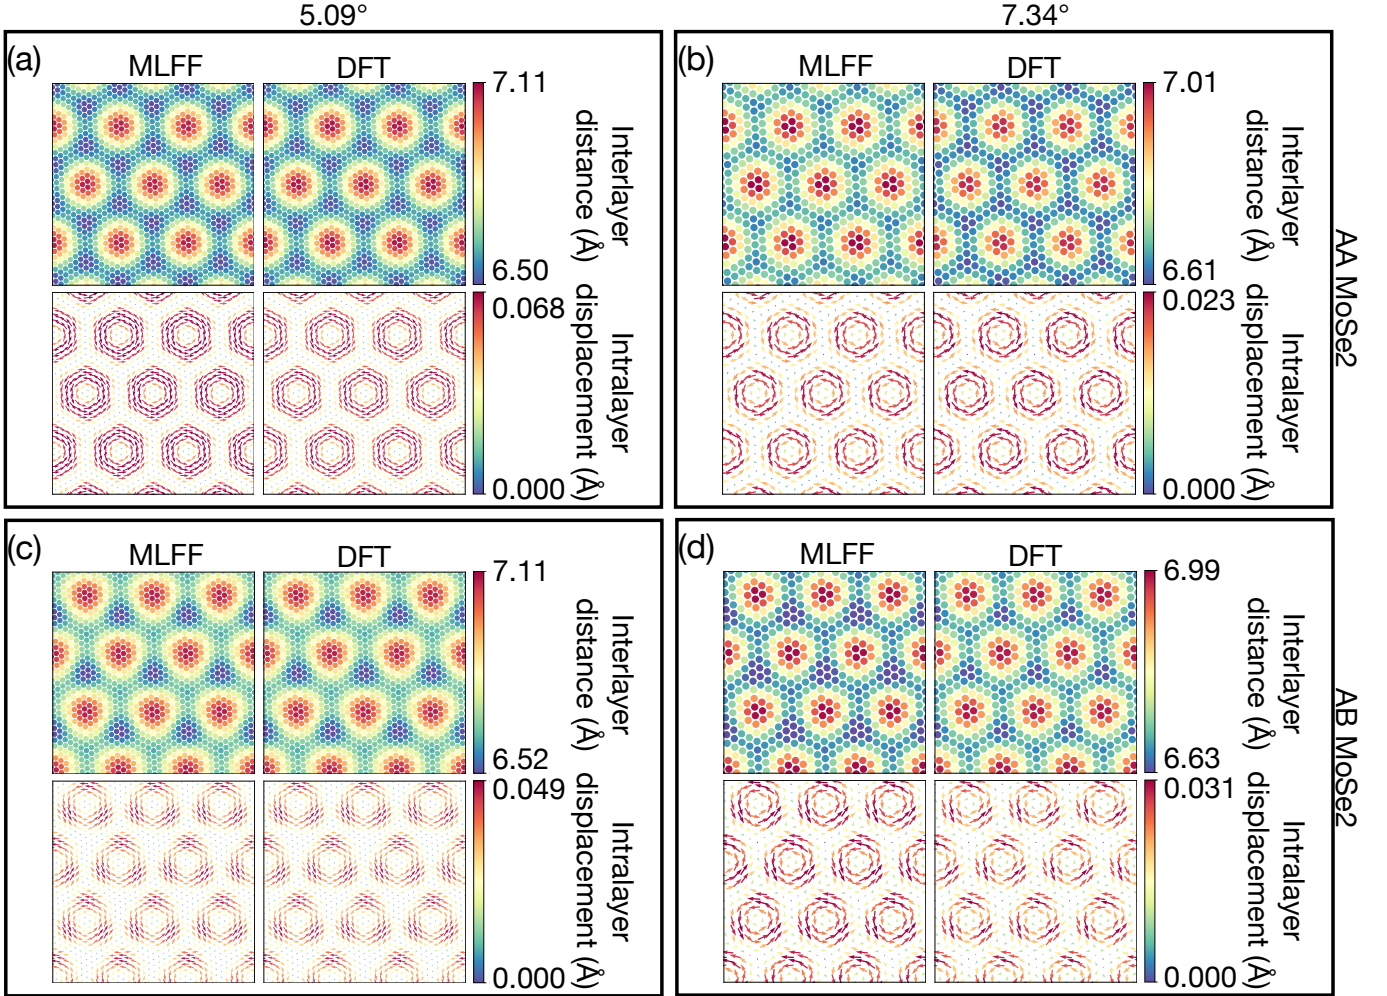 5.09°
7.34°
(a)
MLFF
DFT
7.11
6.50
Interlayer
distance (Å)
0.068
0.000
Intralayer
displacement (Å)
(b)
MLFF
DFT
7.01
6.61
Interlayer
distance (Å)
0.023
0.000
Intralayer
displacement (Å)
AA MoSe2
(c)
MLFF
DFT
7.11
6.52
Interlayer
distance (Å)
0.049
0.000
Intralayer
displacement (Å)
(d)
MLFF
DFT
6.99
6.63
Interlayer
distance (Å)
0.031
0.000
Intralayer
displacement (Å)
AB MoSe2